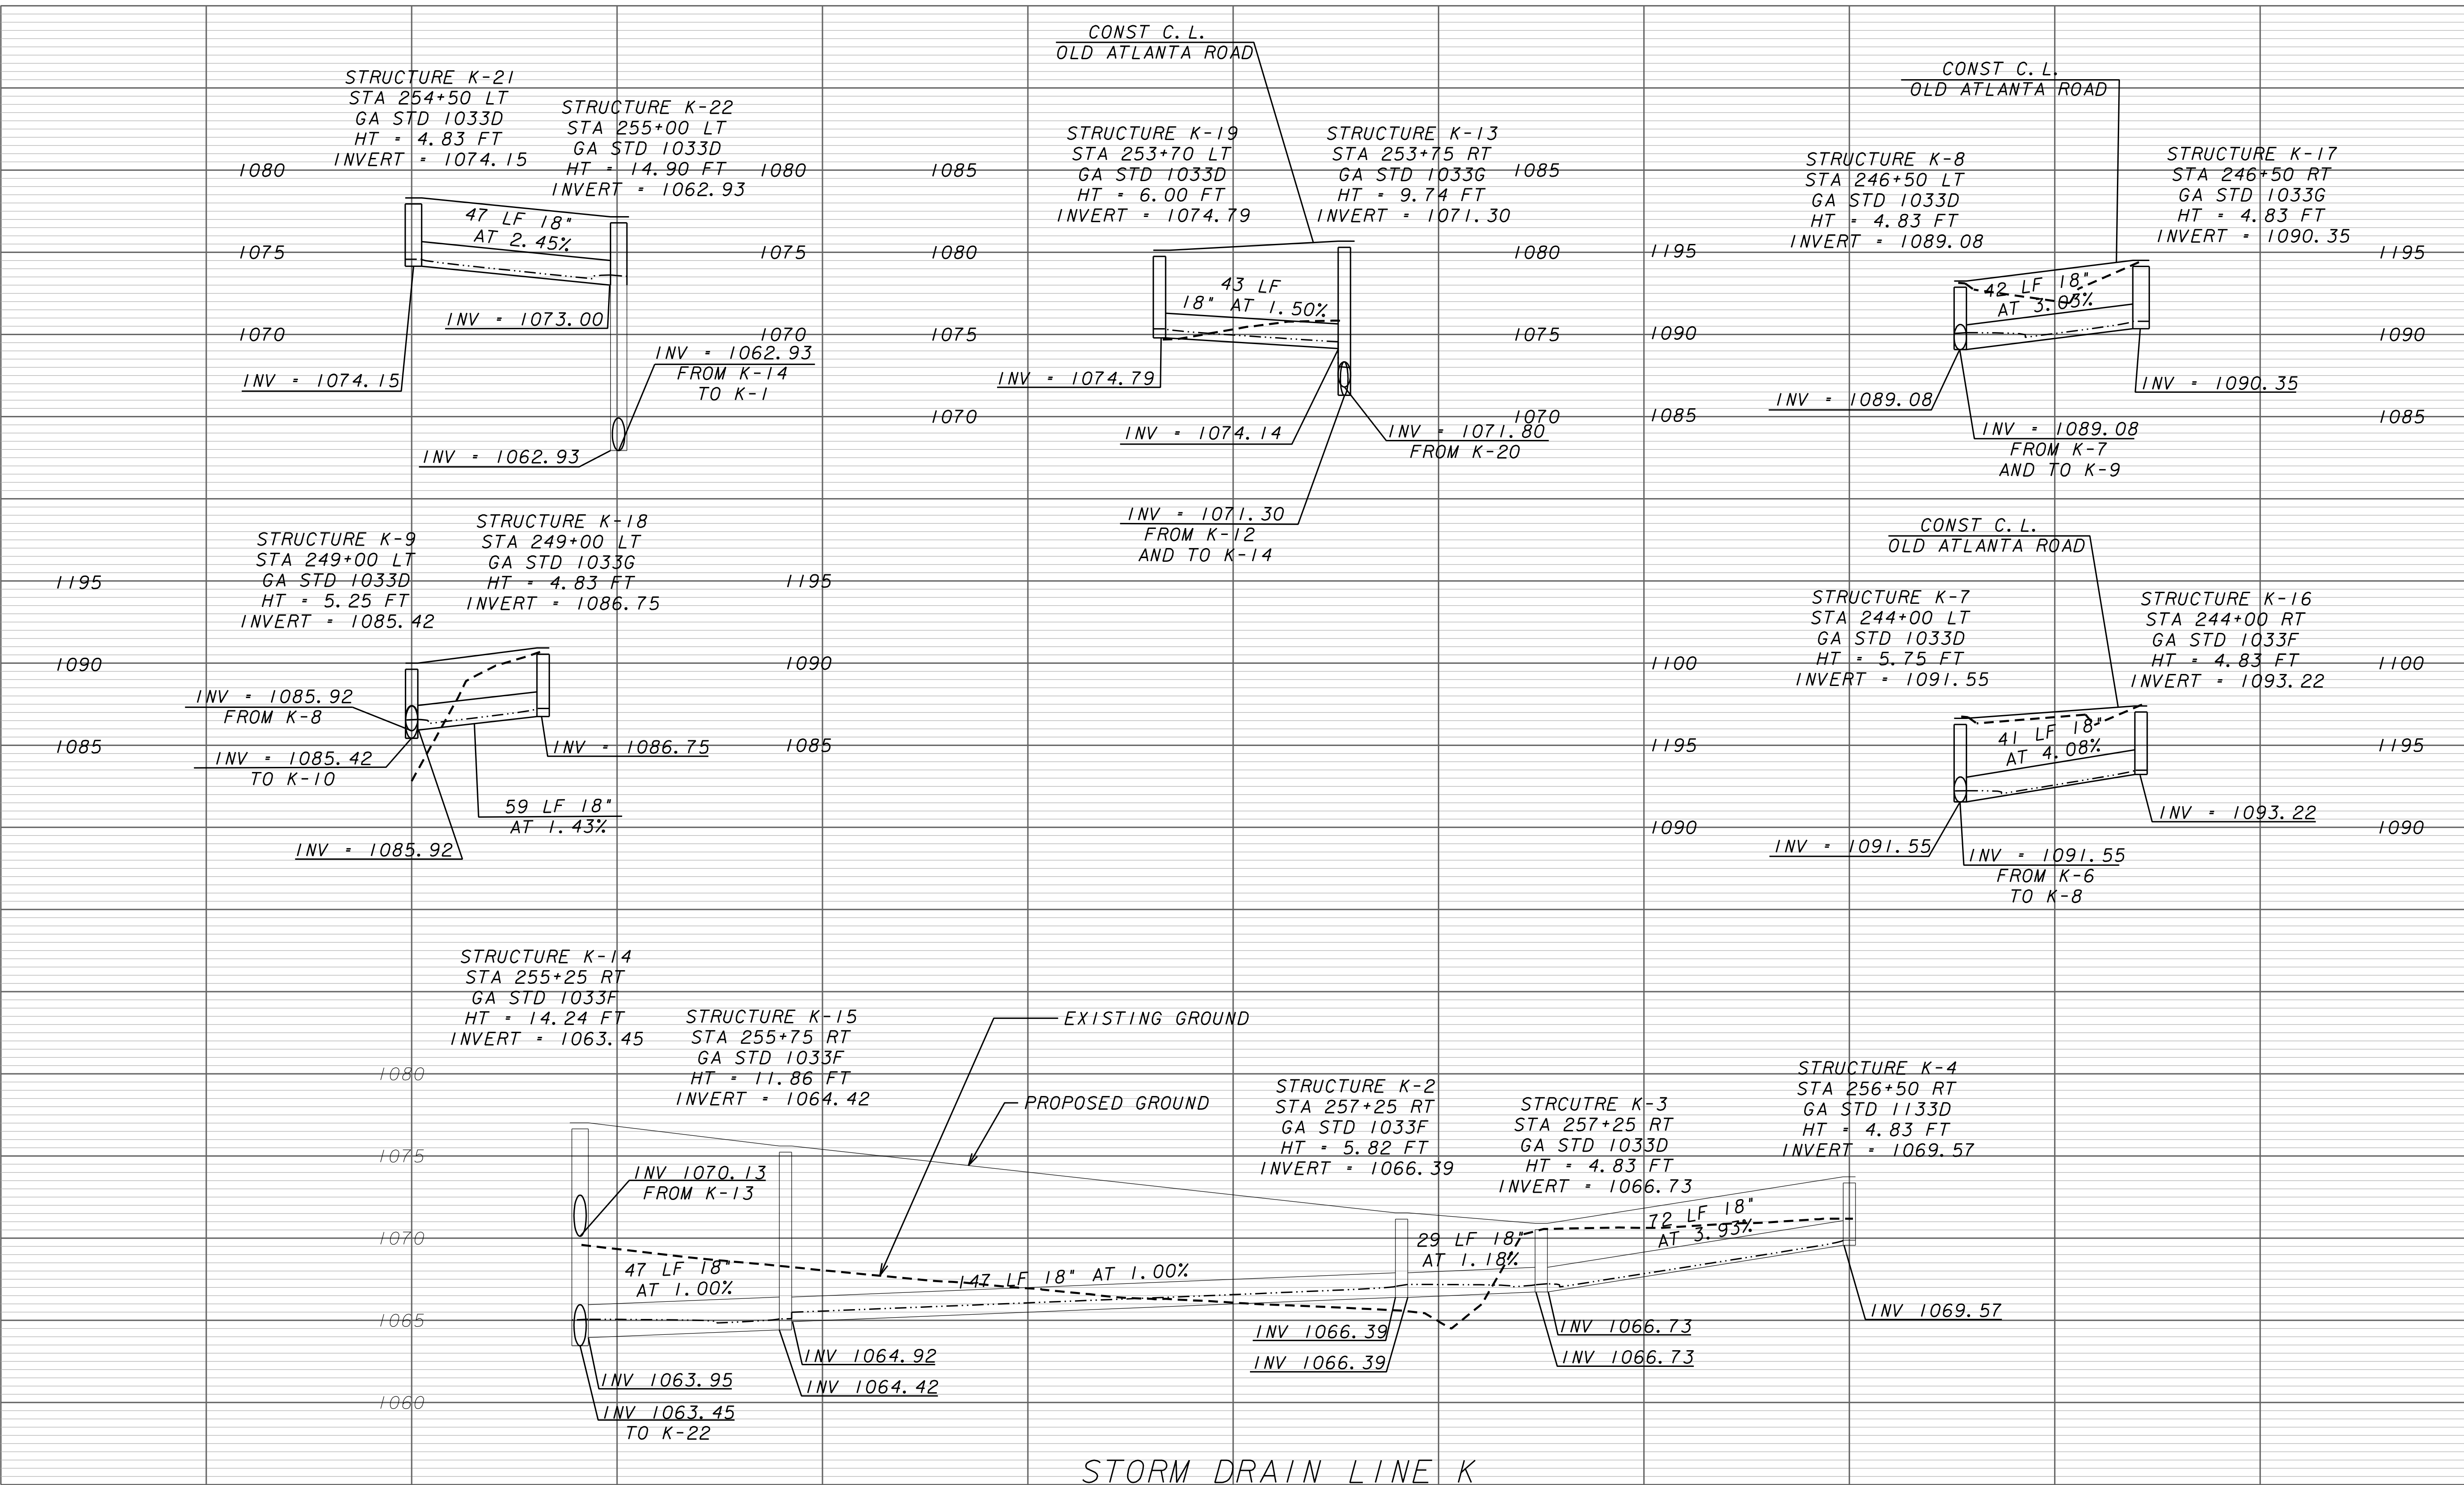 CONST C.L.
OLD ATLANTA ROAD
CONST C.L.
OLD ATLANTA ROAD
STRUCTURE K-21
STA 254+50 LT
GA STD 1033D
HT = 4.83 FT
INVERT = 1074.15
STRUCTURE K-22
STA 255+00 LT
GA STD 1033D
HT = 14.90 FT
INVERT = 1062.93
1080
1080
1075
1075
1070
1070
47 LF 18"
AT 2.45%
INV = 1073.00
INV = 1074.15
INV = 1062.93
FROM K-14
TO K-1
INV = 1062.93
STRUCTURE K-19
STA 253+70 LT
GA STD 1033D
HT = 6.00 FT
INVERT = 1074.79
STRUCTURE K-13
STA 253+75 RT
GA STD 1033G
HT = 9.74 FT
INVERT = 1071.30
1085
1085
1080
1080
1075
1075
1070
1070
43 LF
18" AT 1.50%
INV = 1074.79
INV = 1074.14
INV = 1071.80
FROM K-20
INV = 1071.30
FROM K-12
AND TO K-14
STRUCTURE K-8
STA 246+50 LT
GA STD 1033D
HT = 4.83 FT
INVERT = 1089.08
STRUCTURE K-17
STA 246+50 RT
GA STD 1033G
HT = 4.83 FT
INVERT = 1090.35
1195
1195
1090
1090
1085
1085
42 LF 18"
AT 3.03%
INV = 1089.08
INV = 1090.35
INV = 1089.08
FROM K-7
AND TO K-9
STRUCTURE K-9
STA 249+00 LT
GA STD 1033D
HT = 5.25 FT
INVERT = 1085.42
STRUCTURE K-18
STA 249+00 LT
GA STD 1033G
HT = 4.83 FT
INVERT = 1086.75
1195
1195
1090
1090
1085
1085
INV = 1085.92
FROM K-8
INV = 1085.42
TO K-10
INV = 1086.75
59 LF 18"
AT 1.43%
INV = 1085.92
CONST C.L.
OLD ATLANTA ROAD
STRUCTURE K-7
STA 244+00 LT
GA STD 1033D
HT = 5.75 FT
INVERT = 1091.55
STRUCTURE K-16
STA 244+00 RT
GA STD 1033F
HT = 4.83 FT
INVERT = 1093.22
1100
1100
1195
1195
1090
1090
41 LF 18"
AT 4.08%
INV = 1093.22
INV = 1091.55
INV = 1091.55
FROM K-6
TO K-8
STRUCTURE K-14
STA 255+25 RT
GA STD 1033F
HT = 14.24 FT
INVERT = 1063.45
STRUCTURE K-15
STA 255+75 RT
GA STD 1033F
HT = 11.86 FT
INVERT = 1064.42
EXISTING GROUND
PROPOSED GROUND
STRUCTURE K-2
STA 257+25 RT
GA STD 1033F
HT = 5.82 FT
INVERT = 1066.39
STRCUTRE K-3
STA 257+25 RT
GA STD 1033D
HT = 4.83 FT
INVERT = 1066.73
STRUCTURE K-4
STA 256+50 RT
GA STD 1133D
HT = 4.83 FT
INVERT = 1069.57
1080
1075
1070
1065
1060
INV 1070.13
FROM K-13
47 LF 18"
AT 1.00%
147 LF 18" AT 1.00%
29 LF 18"
AT 1.18%
72 LF 18"
AT 3.93%
INV 1069.57
INV 1066.39
INV 1066.73
INV 1066.39
INV 1066.73
INV 1064.92
INV 1064.42
INV 1063.95
INV 1063.45
TO K-22
STORM DRAIN LINE K